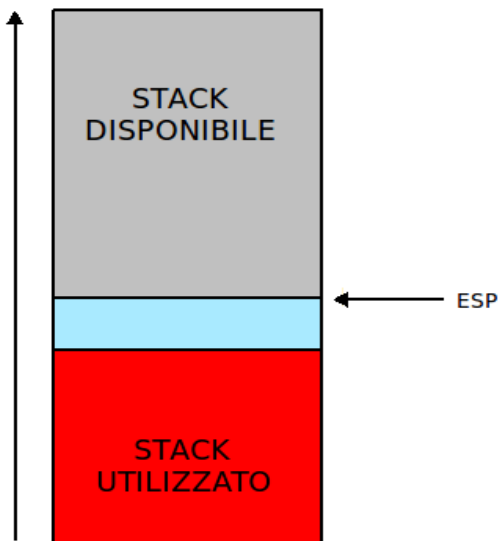 STACK
DISPONIBILE
ESP
STACK
UTILIZZATO